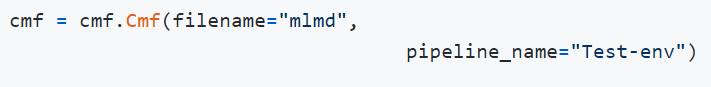 cmf = cmf.Cmf(filename="mlmd",
pipeline_name="Test-env")